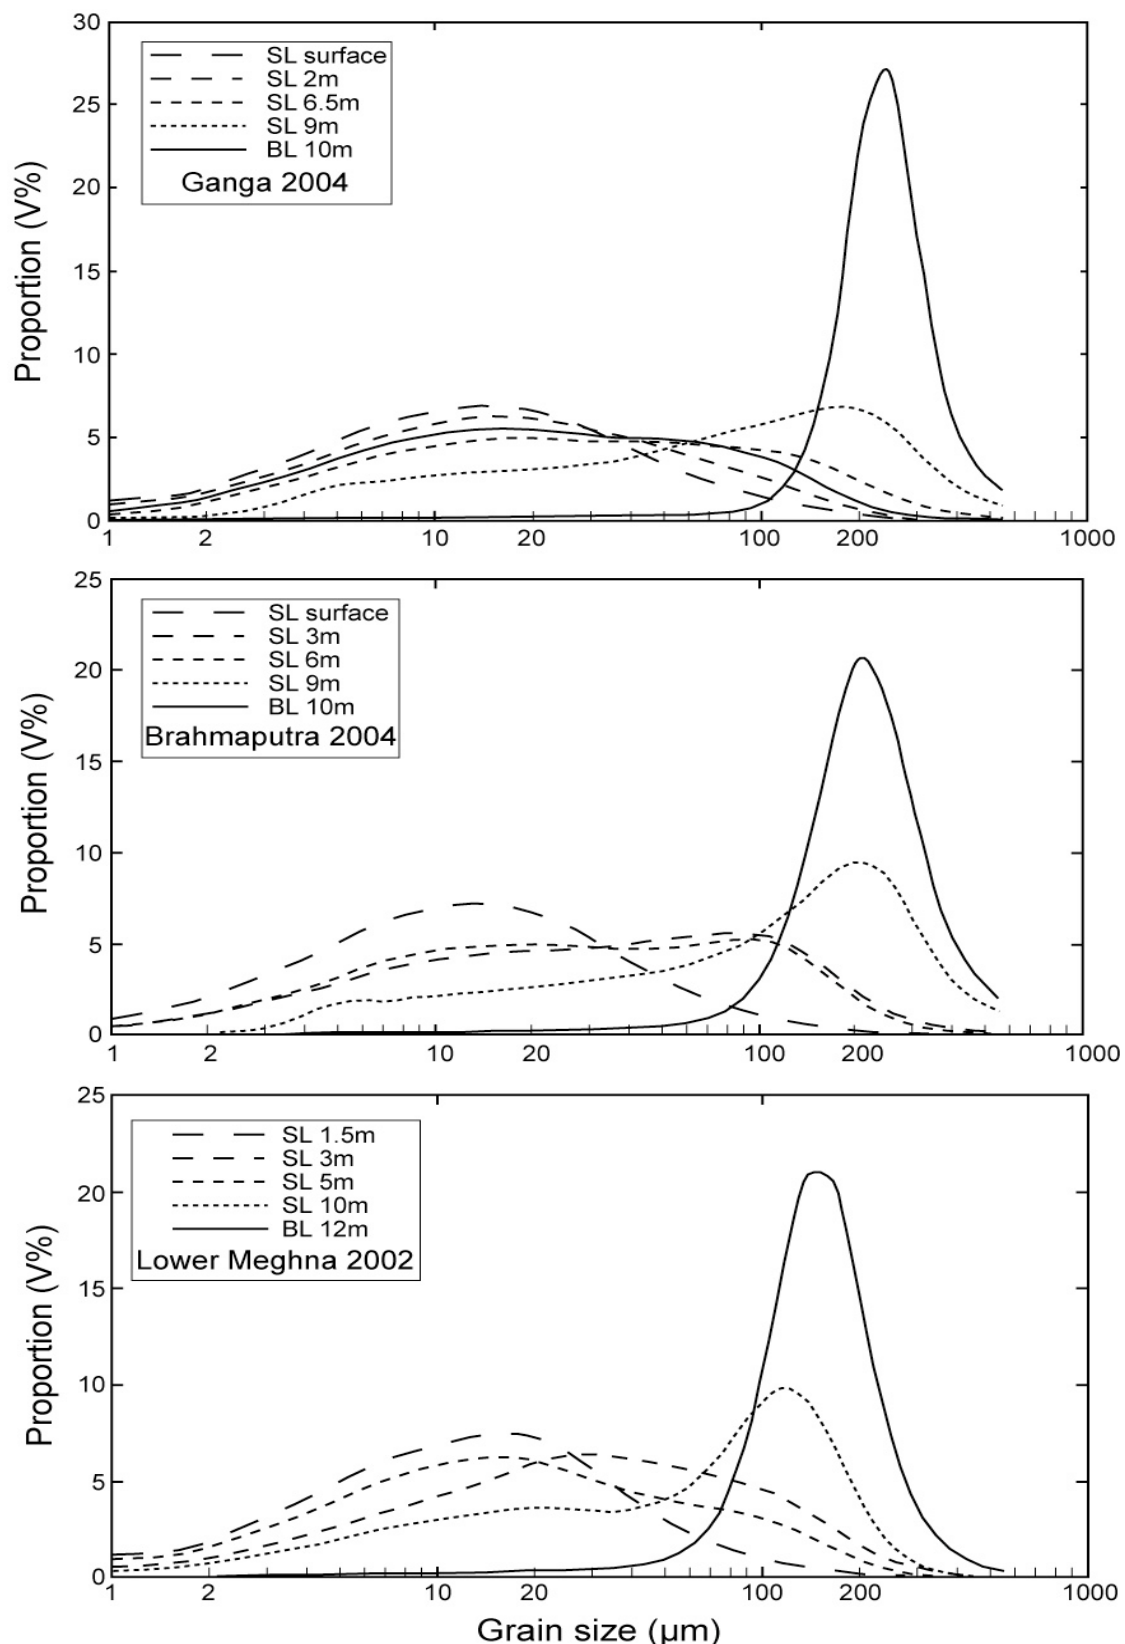 30
25
20
15
10
5
0
Proportion (V%)
SL surface
SL 2m
SL 6.5m
SL 9m
BL 10m
Ganga 2004
1 2 10 20 100 200 1000
25
20
15
10
5
0
Proportion (V%)
SL surface
SL 3m
SL 6m
SL 9m
BL 10m
Brahmaputra 2004
1 2 10 20 100 200 1000
25
20
15
10
5
0
Proportion (V%)
SL 1.5m
SL 3m
SL 5m
SL 10m
BL 12m
Lower Meghna 2002
1 2 10 20 100 200 1000
Grain size (µm)